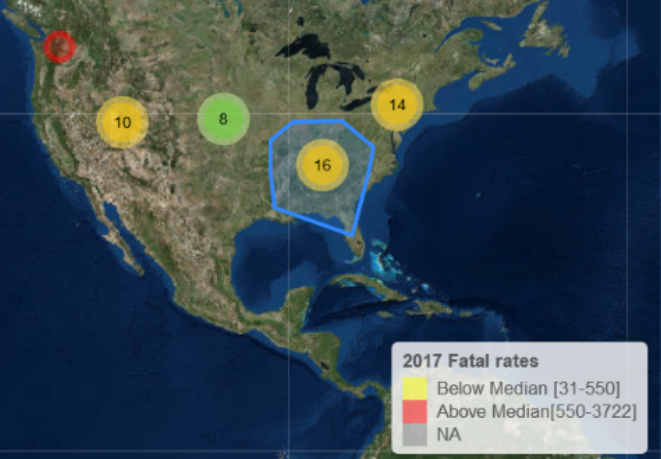 14
8
10
16
2017 Fatal rates
Below Median [31-550]
Above Median[550-3722]
NA